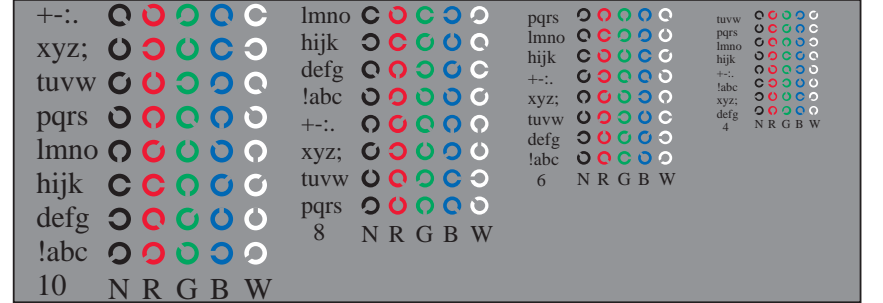 +-:.
xyz;
tuvw
pqrs
lmno
hijk
defg
!abc
10 N R G B W
lmno
hijk
defg
!abc
+-:.
xyz;
tuvw
pqrs
8 N R G B W
pqrs
lmno
hijk
+-:.
xyz;
tuvw
defg
!abc
6 N R G B W
tuvw
pqrs
lmno
hijk
+-:.
!abc
xyz;
defg
4 N R G B W